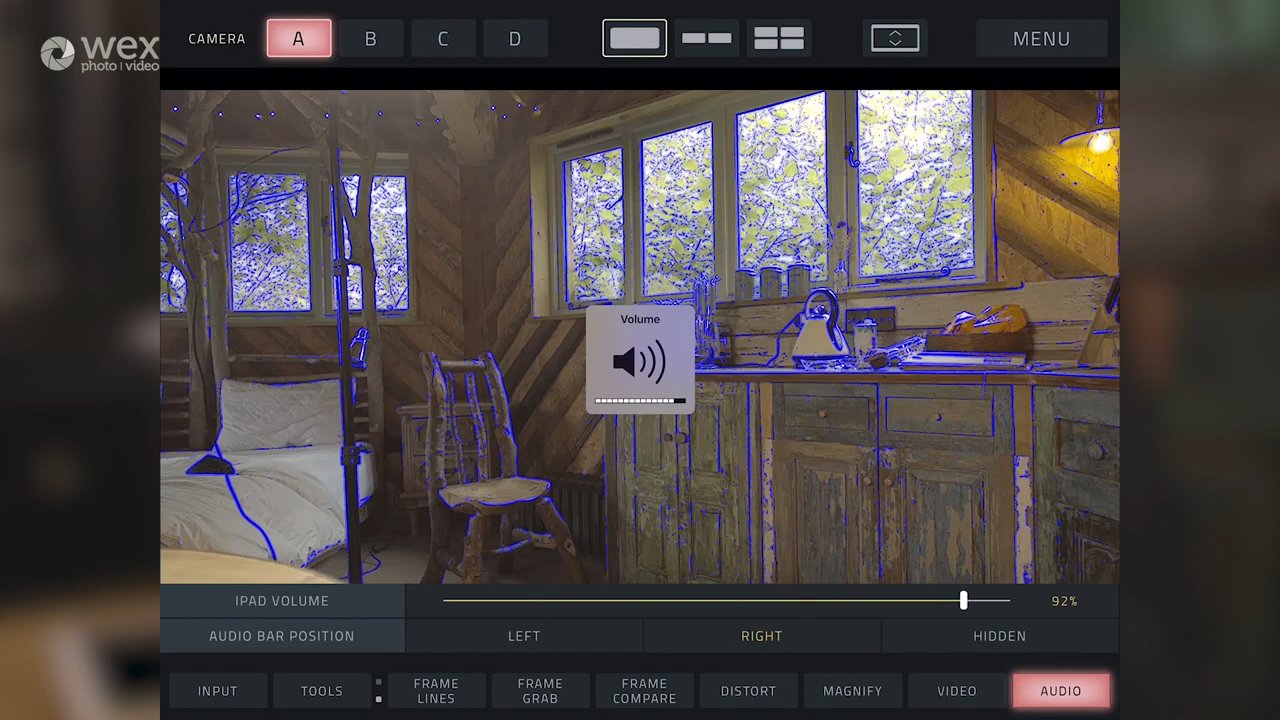 wex
photo | video
CAMERA A B C D MENU
Volume
IPAD VOLUME 92%
AUDIO BAR POSITION LEFT RIGHT HIDDEN
INPUT TOOLS FRAME LINES FRAME GRAB FRAME COMPARE DISTORT MAGNIFY VIDEO AUDIO